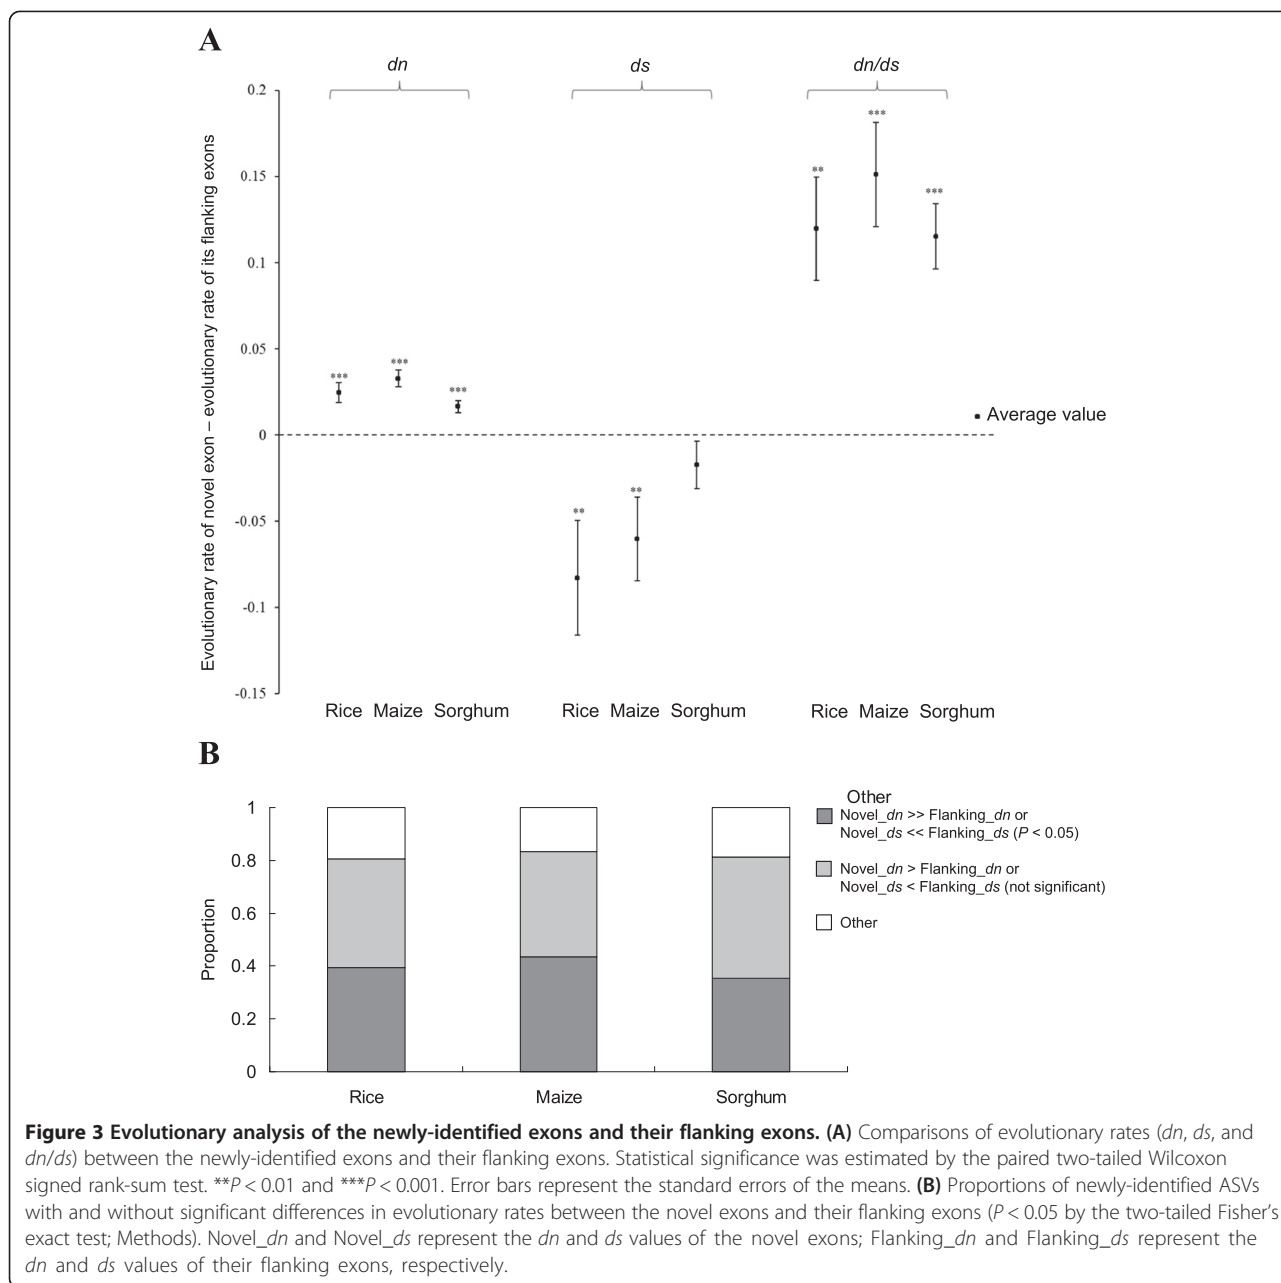 A
dn ds dn/ds
0.2
0.15
0.1
0.05
0
-0.05
-0.1
-0.15
Evolutionary rate of novel exon – evolutionary rate of its flanking exons
*** *** ***
** **
** *** ***
Average value
Rice Maize Sorghum Rice Maize Sorghum Rice Maize Sorghum
B
1
0.8
0.6
0.4
0.2
0
Proportion
Rice Maize Sorghum
Other
Novel_dn >> Flanking_dn or
Novel_ds << Flanking_ds (P < 0.05)
Novel_dn > Flanking_dn or
Novel_ds < Flanking_ds (not significant)
Other
Figure 3 Evolutionary analysis of the newly-identified exons and their flanking exons. (A) Comparisons of evolutionary rates (dn, ds, and
dn/ds) between the newly-identified exons and their flanking exons. Statistical significance was estimated by the paired two-tailed Wilcoxon
signed rank-sum test. **P < 0.01 and ***P < 0.001. Error bars represent the standard errors of the means. (B) Proportions of newly-identified ASVs
with and without significant differences in evolutionary rates between the novel exons and their flanking exons (P < 0.05 by the two-tailed Fisher's
exact test; Methods). Novel_dn and Novel_ds represent the dn and ds values of the novel exons; Flanking_dn and Flanking_ds represent the
dn and ds values of their flanking exons, respectively.